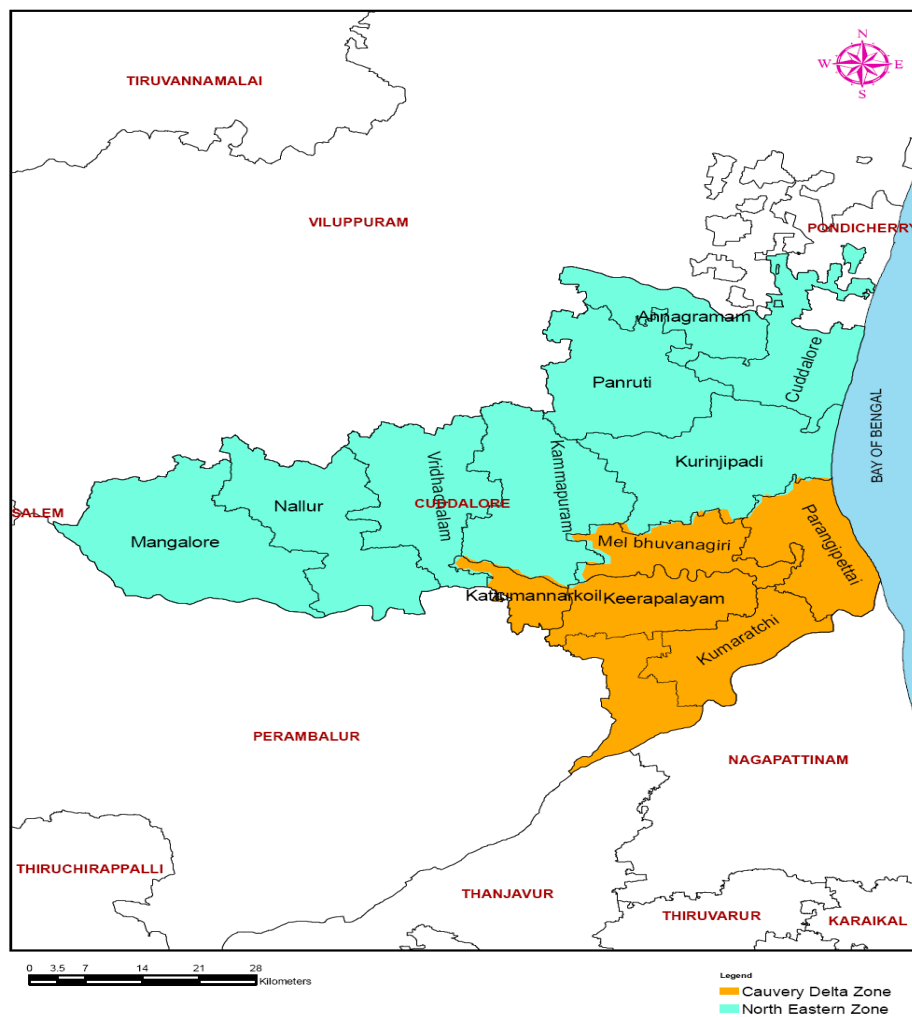 N
W E
S
TIRUVANNAMALAI
VILUPPURAM
PONDICHERRY
Annagramam
Cuddalore
Panruti
BAY OF BENGAL
Kurinjipadi
Vridhachalam
Kammapuram
Nallur
CUDDALORE
SALEM
Mangalore
Mel bhuvanagiri
Parangipettai
Kattumannarkoil
Keerapalayam
Kumaratchi
PERAMBALUR
NAGAPATTINAM
THIRUCHIRAPPALLI
THANJAVUR
THIRUVARUR
KARAIKAL
0 3.5 7 14 21 28
Kilometers
Legend
Cauvery Delta Zone
North Eastern Zone